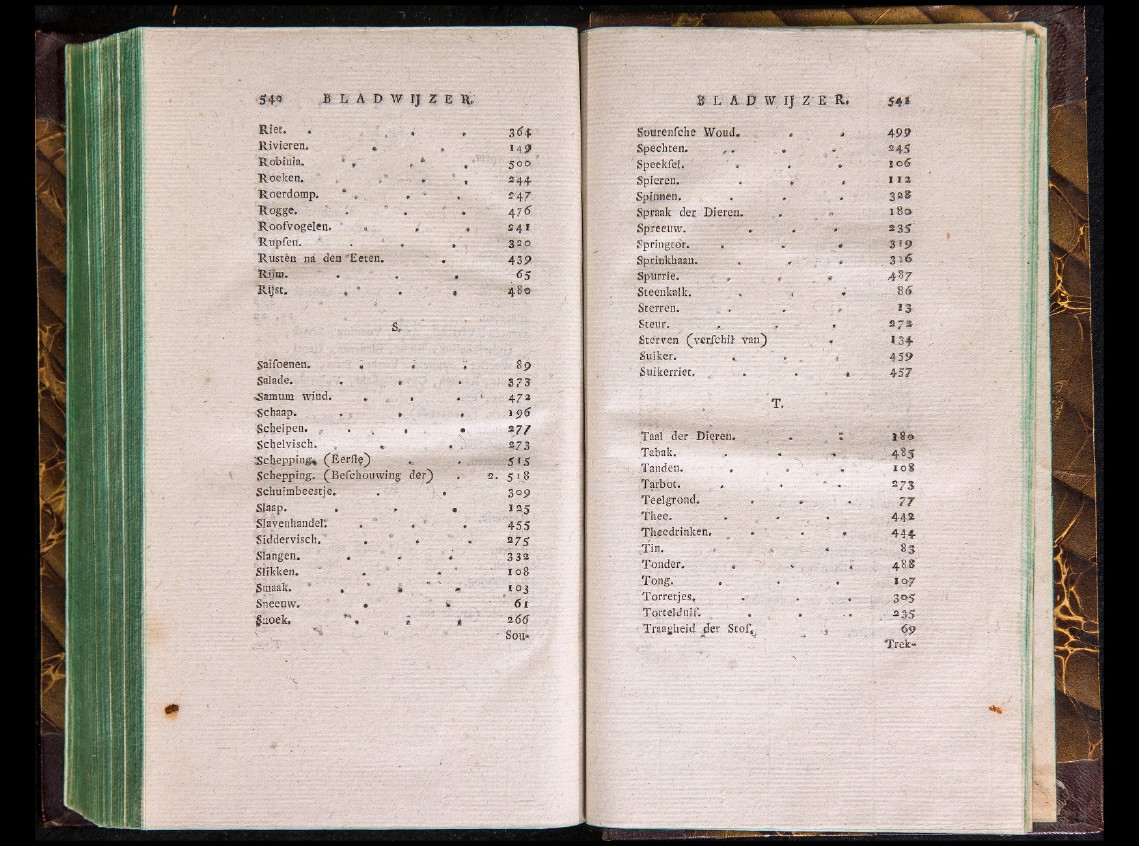 540 BLADWIJZER.
Riet. 364
Rivieren. 149
Robinia. 500
Roeken. 244
Roerdomp. 247
Rogge. 476
Roofvogelen. 241
Rupſen. 320
Rustên ná den Eeten. 439
Rijm. 65
Rijst. 480
S.
Saiſoenen. 89
Salade. 373
Samum wind. 472
Schaap. 196
Schelpen. 277
Schelvisch. 273
Schepping. (Eerſte) 515
Schepping. (Beſchouwing der) 2. 518
Schuimbeestje. 309
Slaap. 125
Slavenhandel. 455
Siddervisch. 275
Slangen. 332
Slikken. 108
Smaak. 103
Sneeuw. 61
Snoek. 266
Sou-
BLADWIJZER. 541
Sourenſche Woud. 499
Spechten. 245
Speekſel. 106
Spieren. 112
Spinnen. 328
Spraak der Dieren. 180
Spreeuw. 235
Springtor. 319
Sprinkhaan. 316
Spurrie. 487
Steenkalk. 86
Sterren. 13
Steur. 272
Sterven (verſchil van) 134
Suiker. 459
Suikerriet. 457
T.
Taal der Dieren. 180
Tabak. 485
Tanden. 108
Tarbot. 273
Teelgrond. 77
Thee. 442
Theedrinken. 444
Tin. 83
Tonder. 488
Tong. 107
Torretjes. 305
Tortelduif. 235
Traagheid der Stof. 69
Trek-